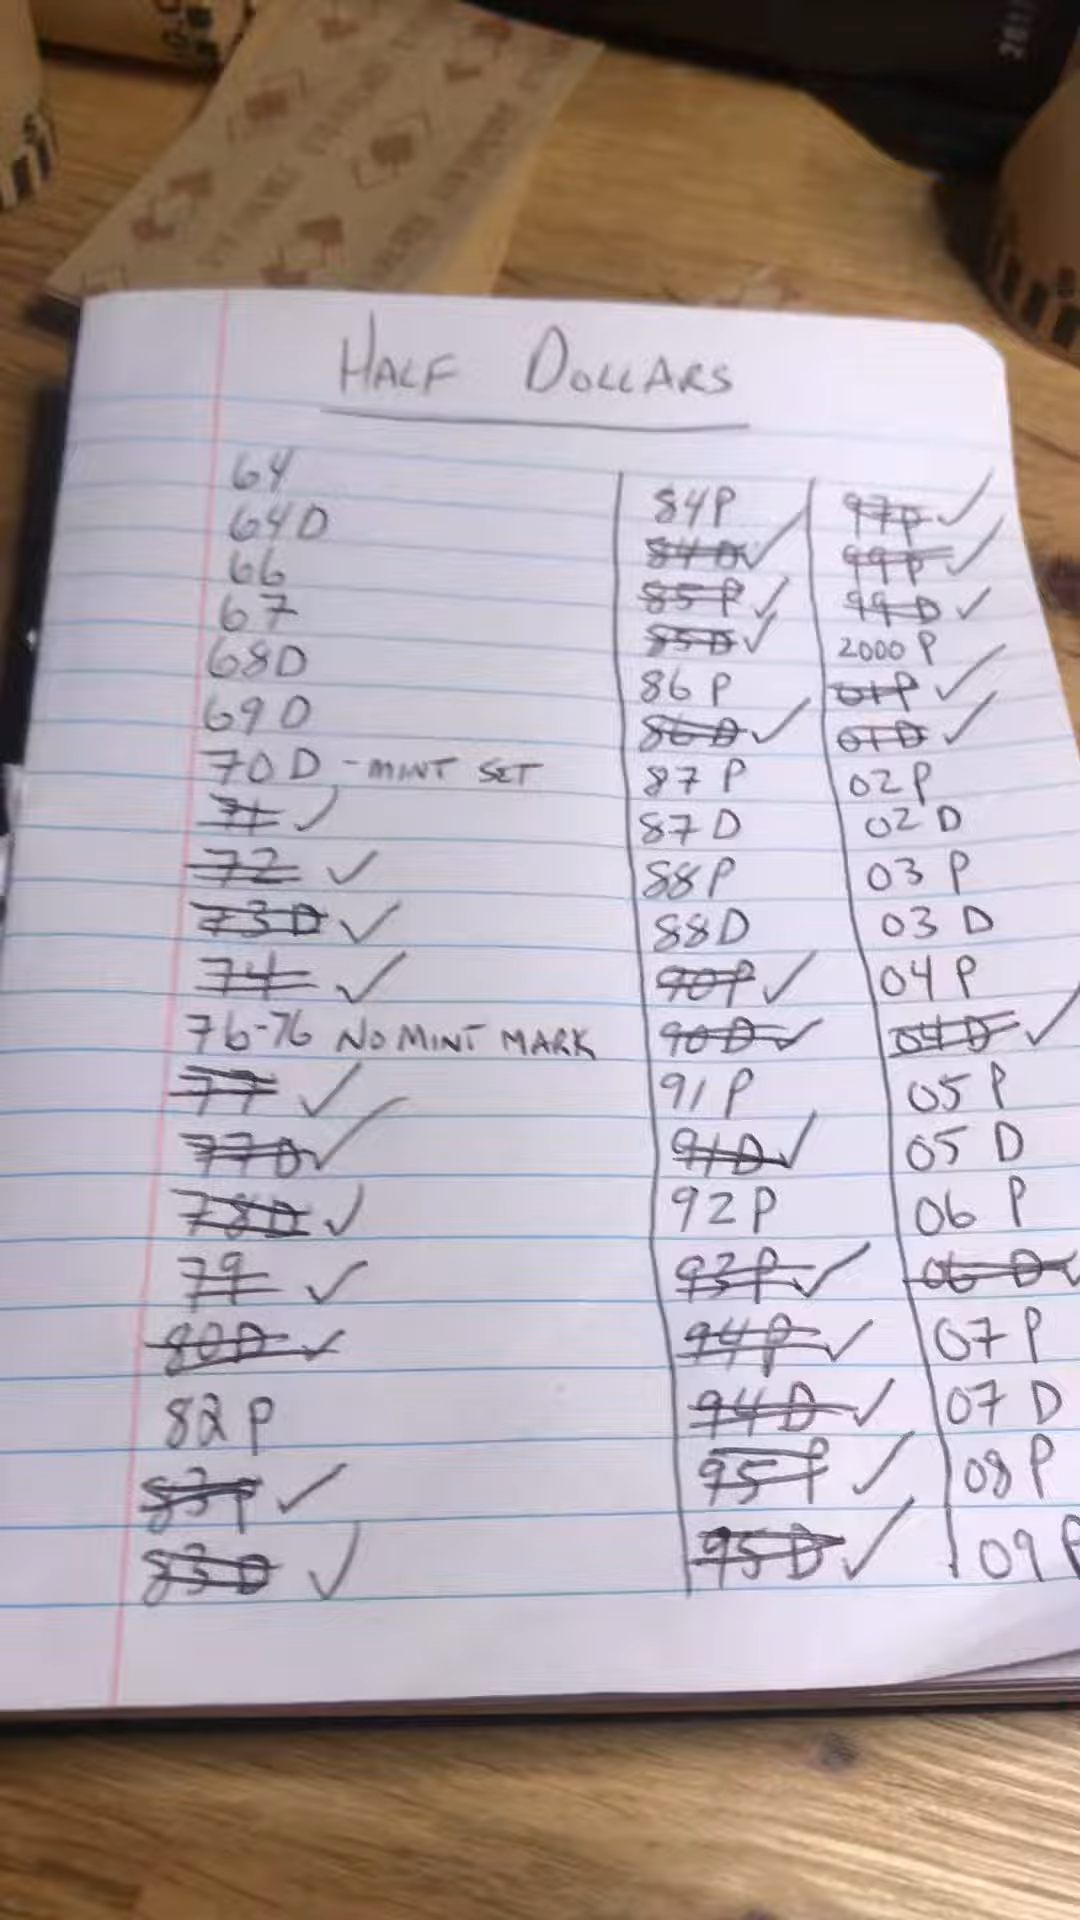 HALF DOLLARS
64
64D
66
67
68D
69D
70D - MINT SET
71 ✓
72 ✓
73D ✓
74 ✓
76-76 NO MINT MARK
77 ✓
77D ✓
78D ✓
79 ✓
80D ✓
82P
83P ✓
83D ✓
84P
84D ✓
85P ✓
85D ✓
86P
86D ✓
87P
87D
88P
88D
90P ✓
90D ✓
91P
91D ✓
92P
93P ✓
94P ✓
94D ✓
95P ✓
95D ✓
97P ✓
99P ✓
99D ✓
2000P
01P ✓
01D ✓
02P
02D
03P
03D
04P
04D ✓
05P
05D
06P
06D ✓
07P
07D
08P
09P